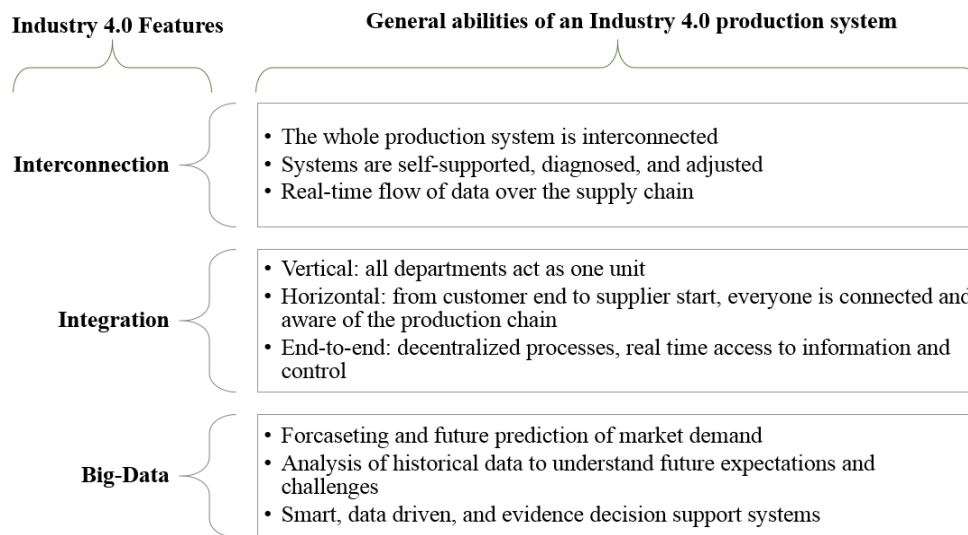 Industry 4.0 Features
General abilities of an Industry 4.0 production system
Interconnection
• The whole production system is interconnected
• Systems are self-supported, diagnosed, and adjusted
• Real-time flow of data over the supply chain
Integration
• Vertical: all departments act as one unit
• Horizontal: from customer end to supplier start, everyone is connected and
aware of the production chain
• End-to-end: decentralized processes, real time access to information and
control
Big-Data
• Forcaseting and future prediction of market demand
• Analysis of historical data to understand future expectations and
challenges
• Smart, data driven, and evidence decision support systems